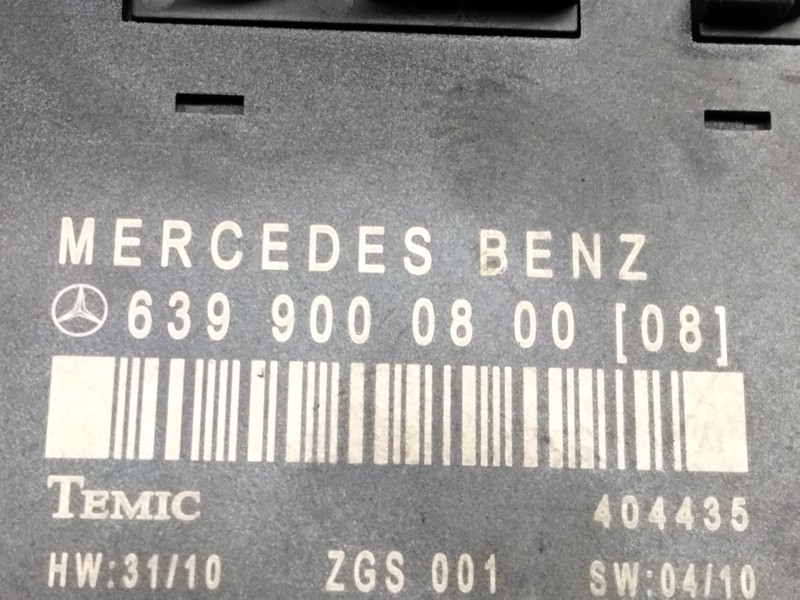 MERCEDES BENZ
639 900 08 00 [08]
TEMIC 404435
HW:31/10 ZGS 001 SW:04/10